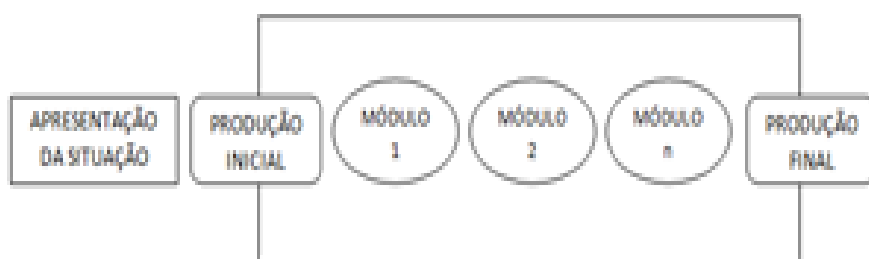 APRESENTAÇÃO
DA SITUAÇÃO
PRODUÇÃO
INICIAL
MÓDULO
1
MÓDULO
2
MÓDULO
n
PRODUÇÃO
FINAL